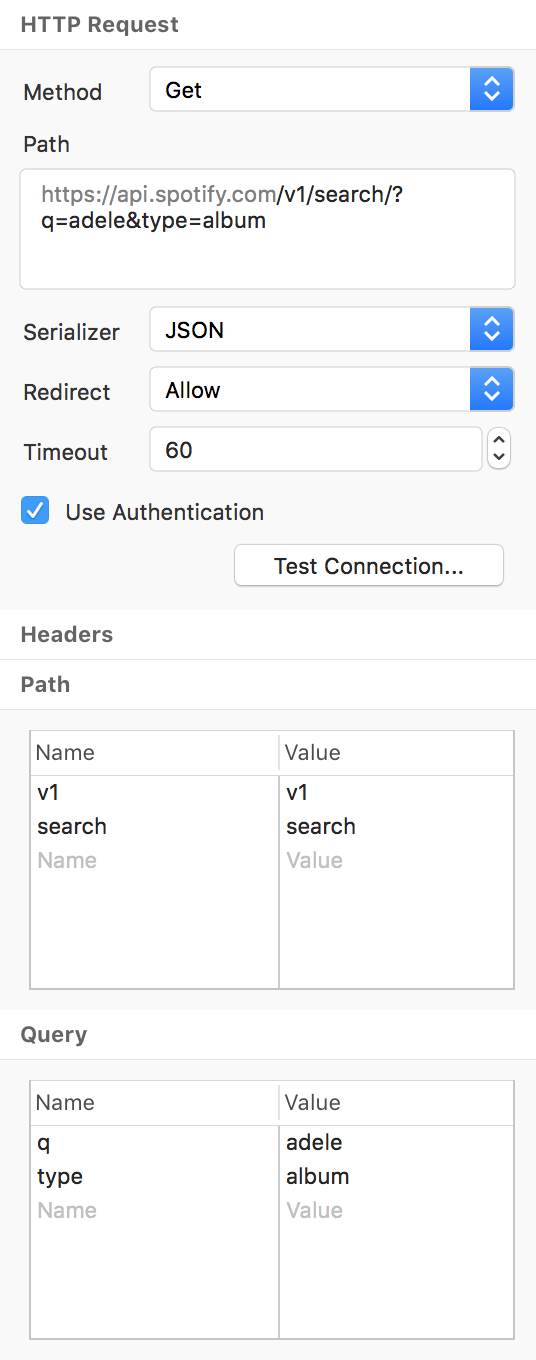 HTTP Request
Method Get
Path
https://api.spotify.com/v1/search/?
q=adele&type=album
Serializer JSON
Redirect Allow
Timeout 60
Use Authentication
Test Connection...
Headers
Path
Name Value
v1 v1
search search
Name Value
Query
Name Value
q adele
type album
Name Value